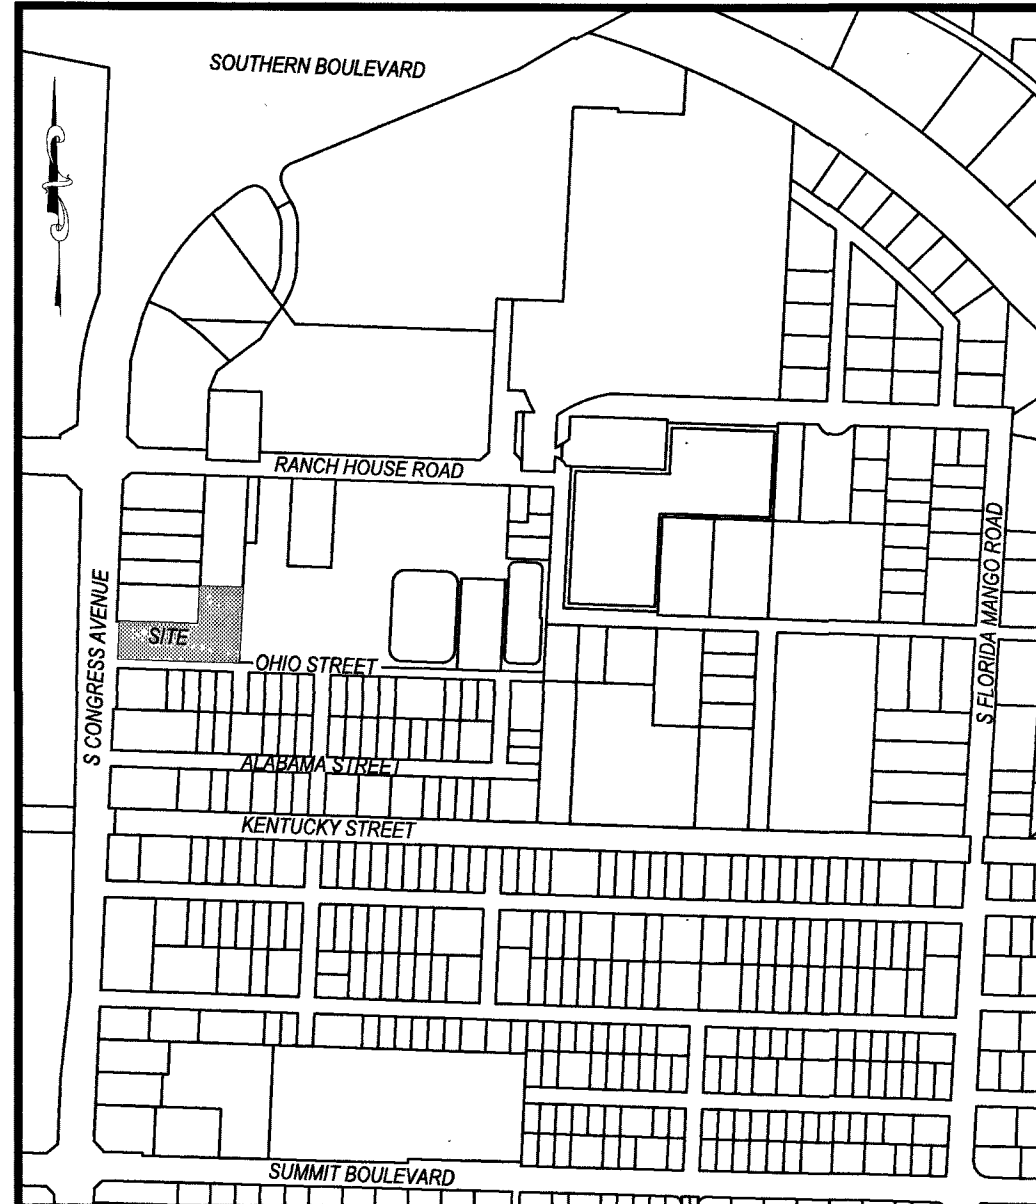 SOUTHERN BOULEVARD
RANCH HOUSE ROAD
S CONGRESS AVENUE
S FLORIDA MANGO ROAD
SITE
OHIO STREET
ALABAMA STREET
KENTUCKY STREET
SUMMIT BOULEVARD